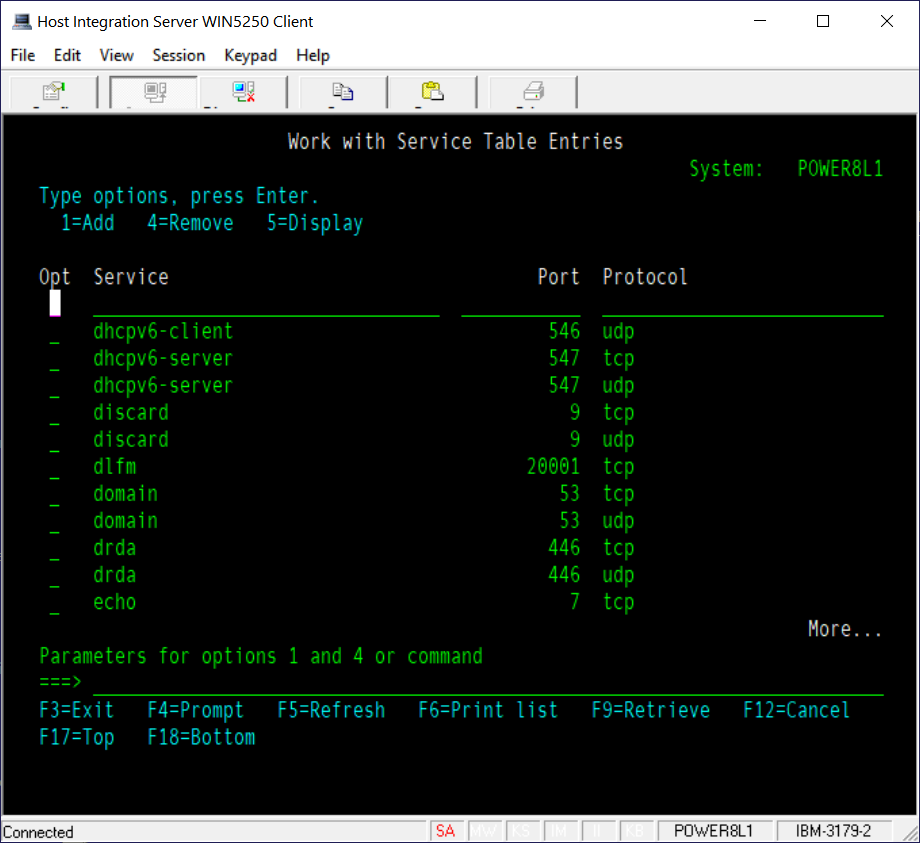 Host Integration Server WIN5250 Client
File Edit View Session Keypad Help
Work with Service Table Entries
System: POWER8L1
Type options, press Enter.
1=Add 4=Remove 5=Display
Opt Service Port Protocol
_ dhcpv6-client 546 udp
_ dhcpv6-server 547 tcp
_ dhcpv6-server 547 udp
_ discard 9 tcp
_ discard 9 udp
_ dlfm 20001 tcp
_ domain 53 tcp
_ domain 53 udp
_ drda 446 tcp
_ drda 446 udp
_ echo 7 tcp
More...
Parameters for options 1 and 4 or command
===>
F3=Exit F4=Prompt F5=Refresh F6=Print list F9=Retrieve F12=Cancel
F17=Top F18=Bottom
Connected SA MW KS IM II KB POWER8L1 IBM-3179-2